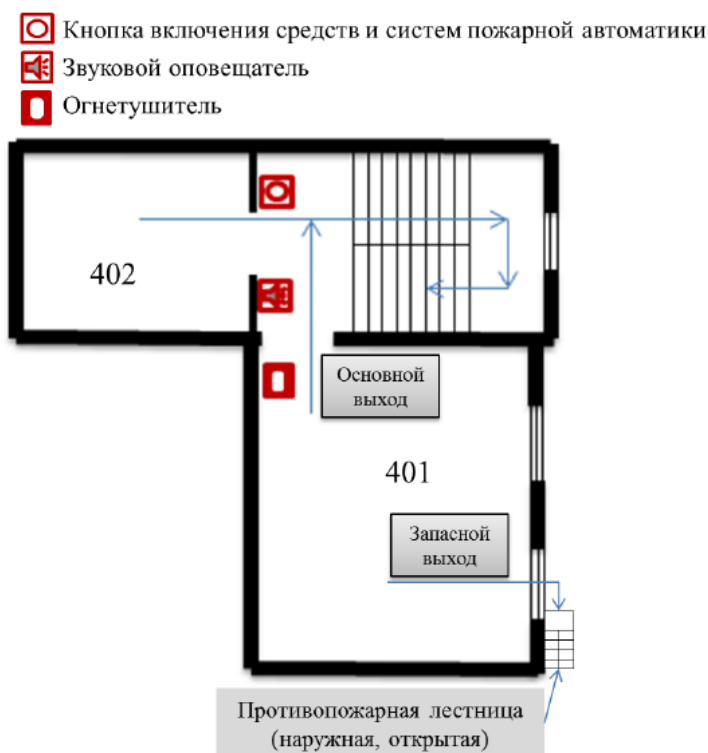 Кнопка включения средств и систем пожарной автоматики
Звуковой оповещатель
Огнетушитель
402
Основной
выход
401
Запасной
выход
Противопожарная лестница
(наружная, открытая)